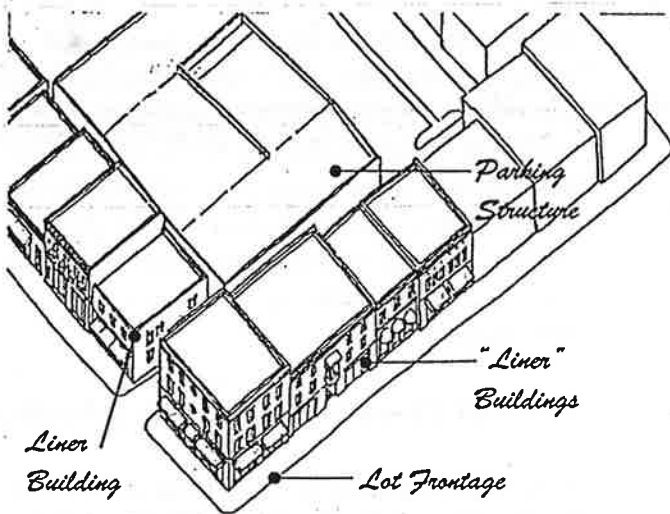 Parking
Structure
"Liner"
Buildings
Liner
Building
Lot Frontage